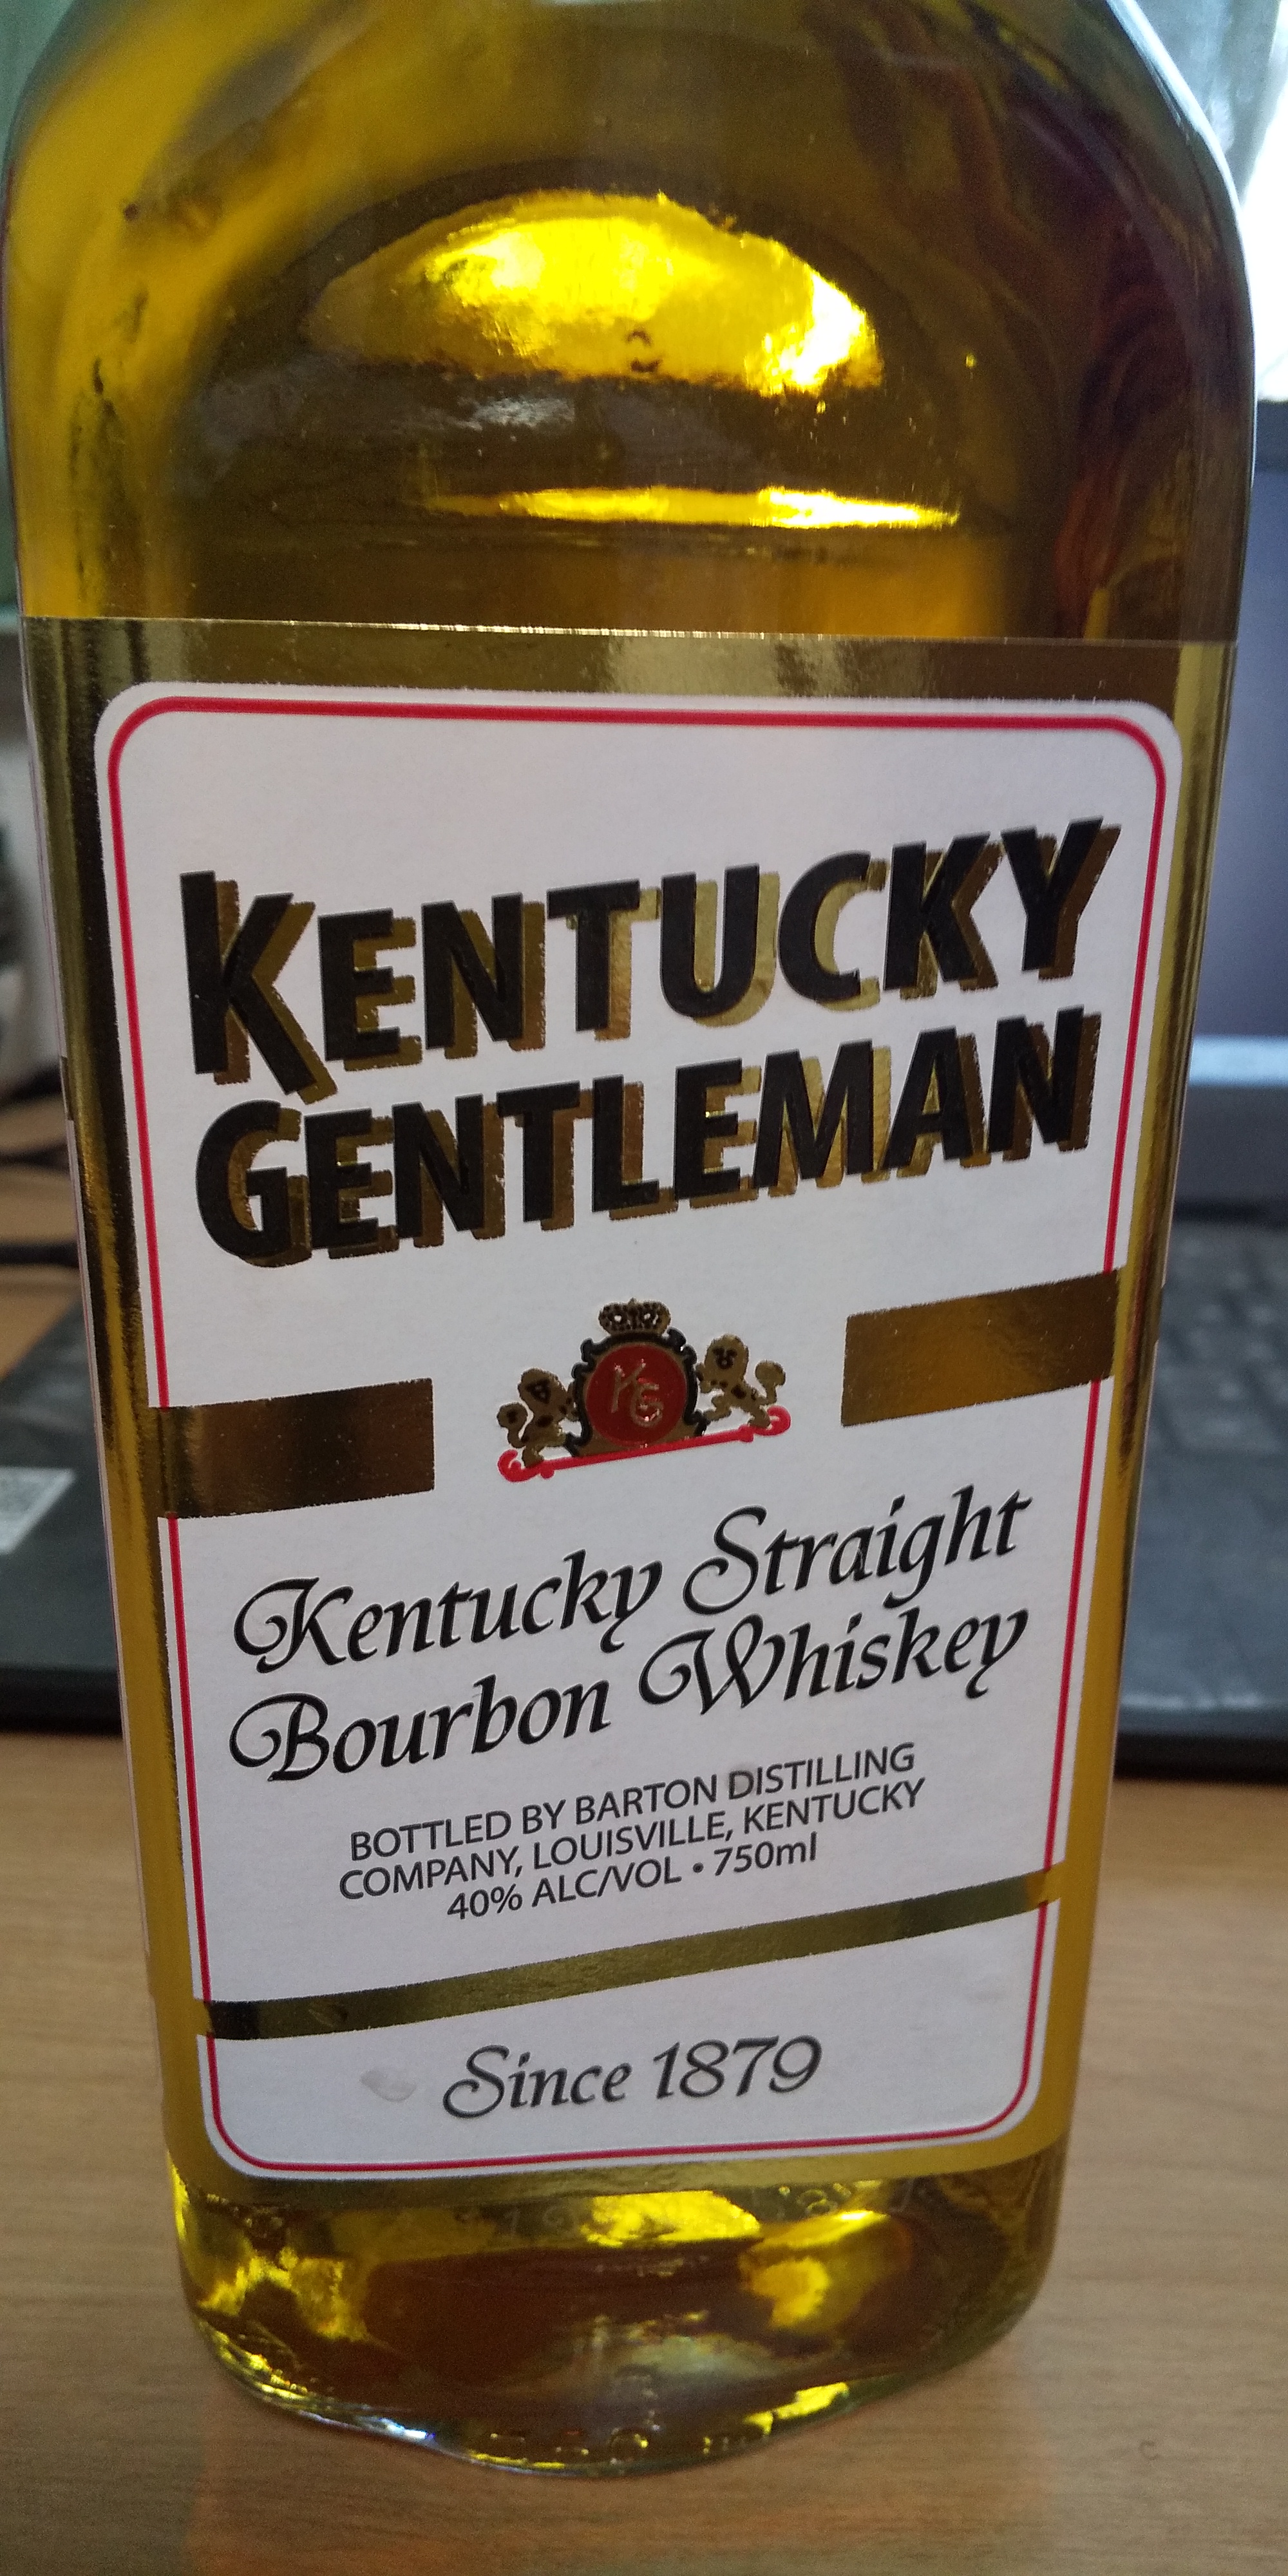 KENTUCKY
GENTLEMAN
KG
Kentucky Straight
Bourbon Whiskey
BOTTLED BY BARTON DISTILLING
COMPANY, LOUISVILLE, KENTUCKY
40% ALC/VOL • 750ml
Since 1879